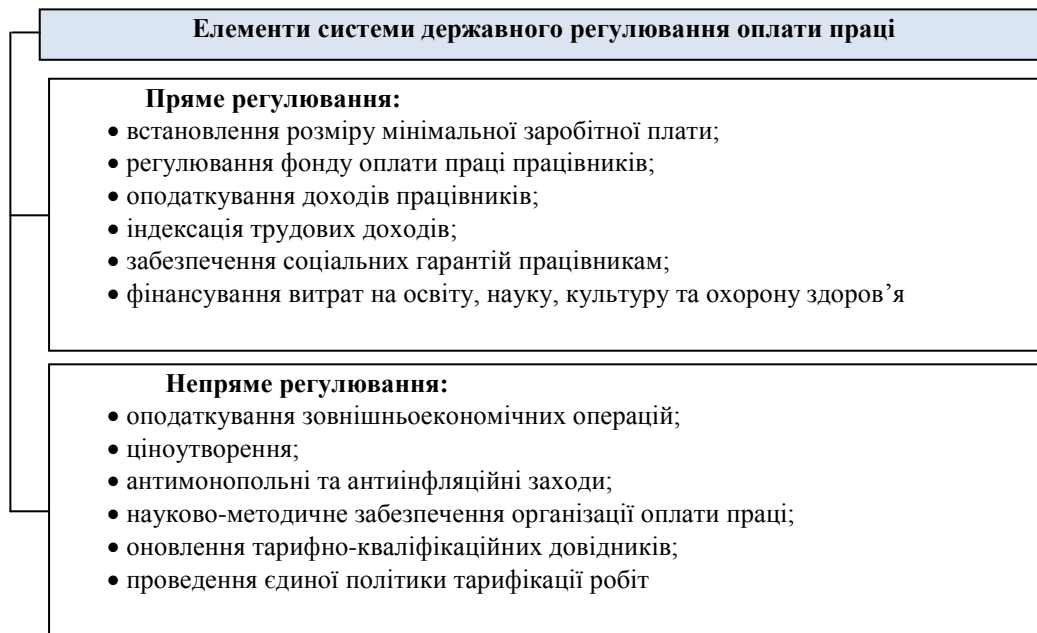 Елементи системи державного регулювання оплати праці
Пряме регулювання:
• встановлення розміру мінімальної заробітної плати;
• регулювання фонду оплати праці працівників;
• оподаткування доходів працівників;
• індексація трудових доходів;
• забезпечення соціальних гарантій працівникам;
• фінансування витрат на освіту, науку, культуру та охорону здоров’я
Непряме регулювання:
• оподаткування зовнішньоекономічних операцій;
• ціноутворення;
• антимонопольні та антиінфляційні заходи;
• науково-методичне забезпечення організації оплати праці;
• оновлення тарифно-кваліфікаційних довідників;
• проведення єдиної політики тарифікації робіт